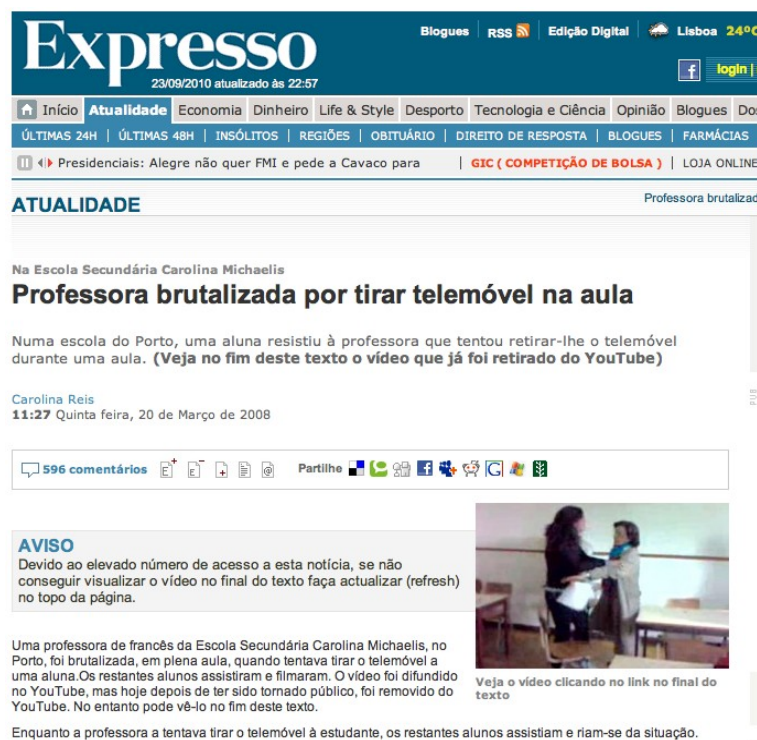 Expresso
23/09/2010 atualizado às 22:57
Blogues | RSS | Edição Digital | Lisboa 24ºC
f login |
Início Atualidade Economia Dinheiro Life & Style Desporto Tecnologia e Ciência Opinião Blogues Dos
ÚLTIMAS 24H | ÚLTIMAS 48H | INSÓLITOS | REGIÕES | OBITUÁRIO | DIREITO DE RESPOSTA | BLOGUES | FARMÁCIAS
Presidenciais: Alegre não quer FMI e pede a Cavaco para | GIC ( COMPETIÇÃO DE BOLSA ) | LOJA ONLINE
ATUALIDADE
Professora brutalizad
Na Escola Secundária Carolina Michaelis
Professora brutalizada por tirar telemóvel na aula
Numa escola do Porto, uma aluna resistiu à professora que tentou retirar-lhe o telemóvel
durante uma aula. (Veja no fim deste texto o vídeo que já foi retirado do YouTube)
Carolina Reis
11:27 Quinta feira, 20 de Março de 2008
PUB
596 comentários E+ E- Partilhe
AVISO
Devido ao elevado número de acesso a esta notícia, se não
conseguir visualizar o vídeo no final do texto faça actualizar (refresh)
no topo da página.
Uma professora de francês da Escola Secundária Carolina Michaelis, no
Porto, foi brutalizada, em plena aula, quando tentava tirar o telemóvel a
uma aluna.Os restantes alunos assistiram e filmaram. O vídeo foi difundido
no YouTube, mas hoje depois de ter sido tornado público, foi removido do
YouTube. No entanto pode vê-lo no fim deste texto.
Veja o vídeo clicando no link no final do
texto
Enquanto a professora a tentava tirar o telemóvel à estudante, os restantes alunos assistiam e riam-se da situação.